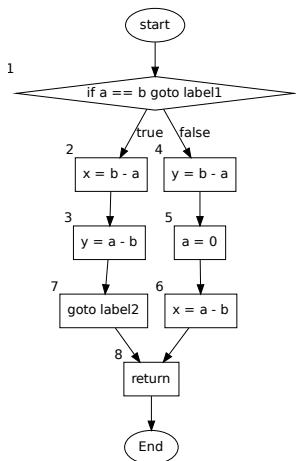 start
1
if a == b goto label1
true
false
2
x = b - a
4
y = b - a
3
y = a - b
5
a = 0
7
goto label2
6
x = a - b
8
return
End